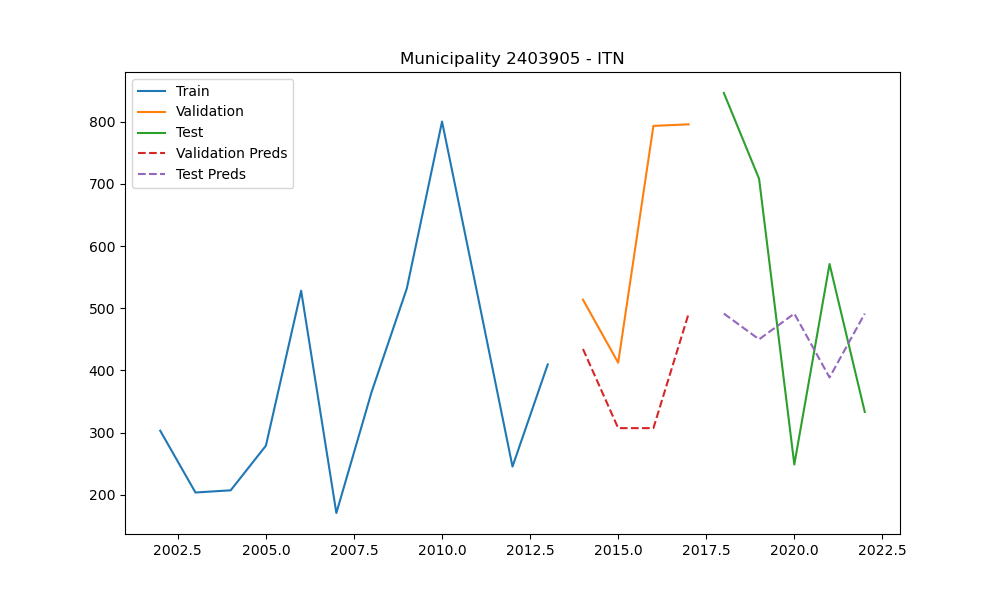 Municipality 2403905 - ITN
Train
Validation
Test
Validation Preds
Test Preds
800
700
600
500
400
300
200
2002.5 2005.0 2007.5 2010.0 2012.5 2015.0 2017.5 2020.0 2022.5